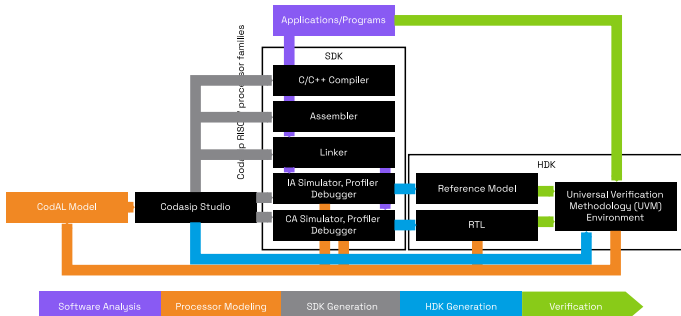 Applications/Programs
SDK
C/C++ Compiler
Assembler
Linker
IA Simulator, Profiler
Debugger
CA Simulator, Profiler
Debugger
HDK
Reference Model
RTL
Universal Verification
Methodology (UVM)
Environment
CodAL Model
Codasip Studio
Codasip RISC processor families
Software Analysis
Processor Modeling
SDK Generation
HDK Generation
Verification